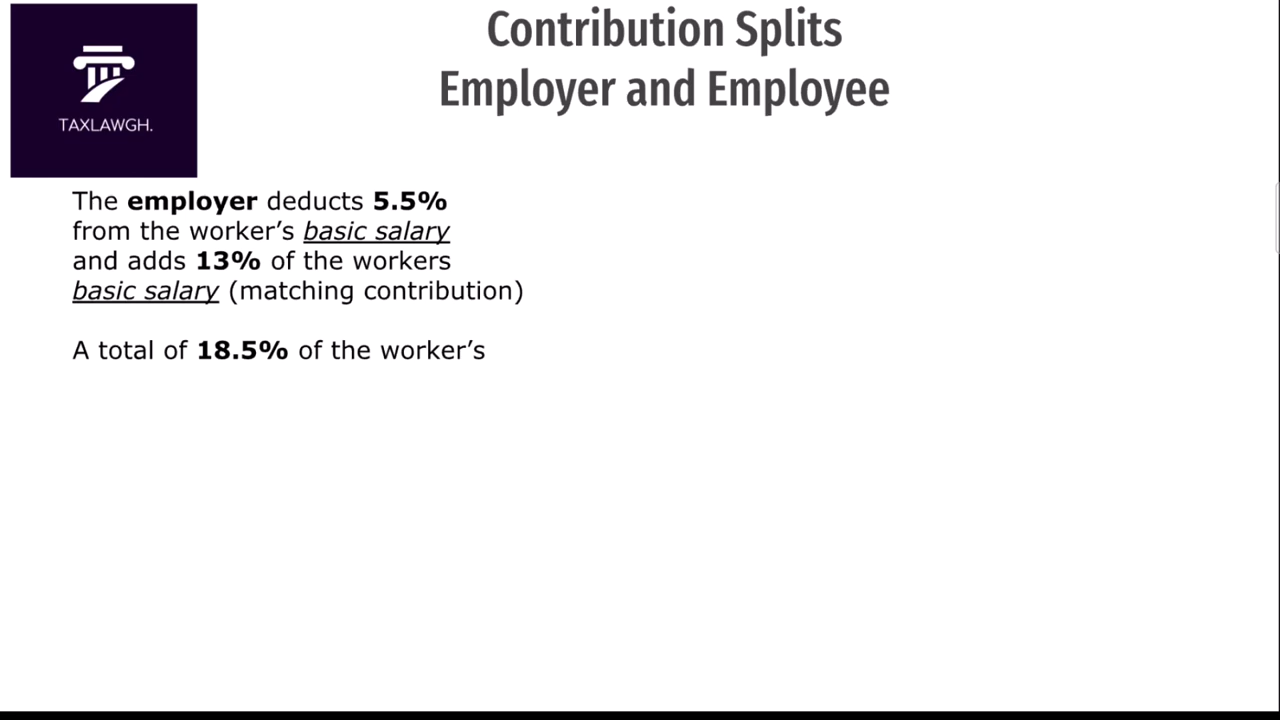 TAXLAWGH.
Contribution Splits
Employer and Employee
The employer deducts 5.5%
from the worker’s basic salary
and adds 13% of the workers
basic salary (matching contribution)
A total of 18.5% of the worker’s